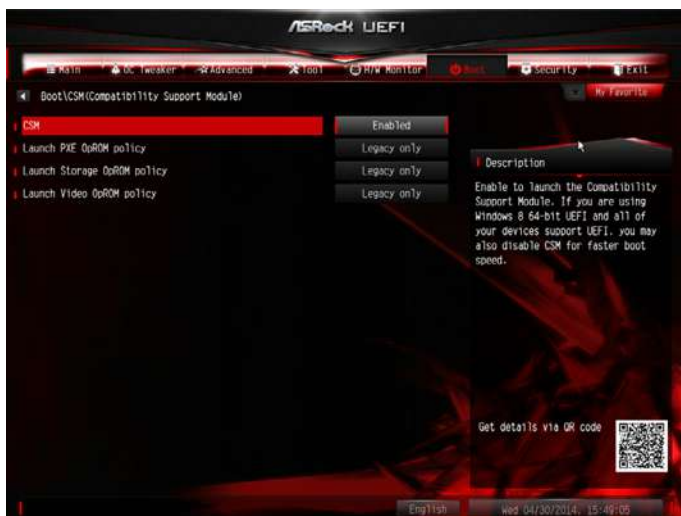 ASRock UEFI
Main OC Tweaker Advanced Tool H/W Monitor Boot Security Exit
My Favorite
Boot\CSM(Compatibility Support Module)
CSM Enabled
Launch PXE OpROM policy Legacy only
Launch Storage OpROM policy Legacy only
Launch Video OpROM policy Legacy only
Description
Enable to launch the Compatibility
Support Module. If you are using
Windows 8 64-bit UEFI and all of
your devices support UEFI. you may
also disable CSM for faster boot
speed.
Get details via QR code
English Wed 04/30/2014. 15:49:05